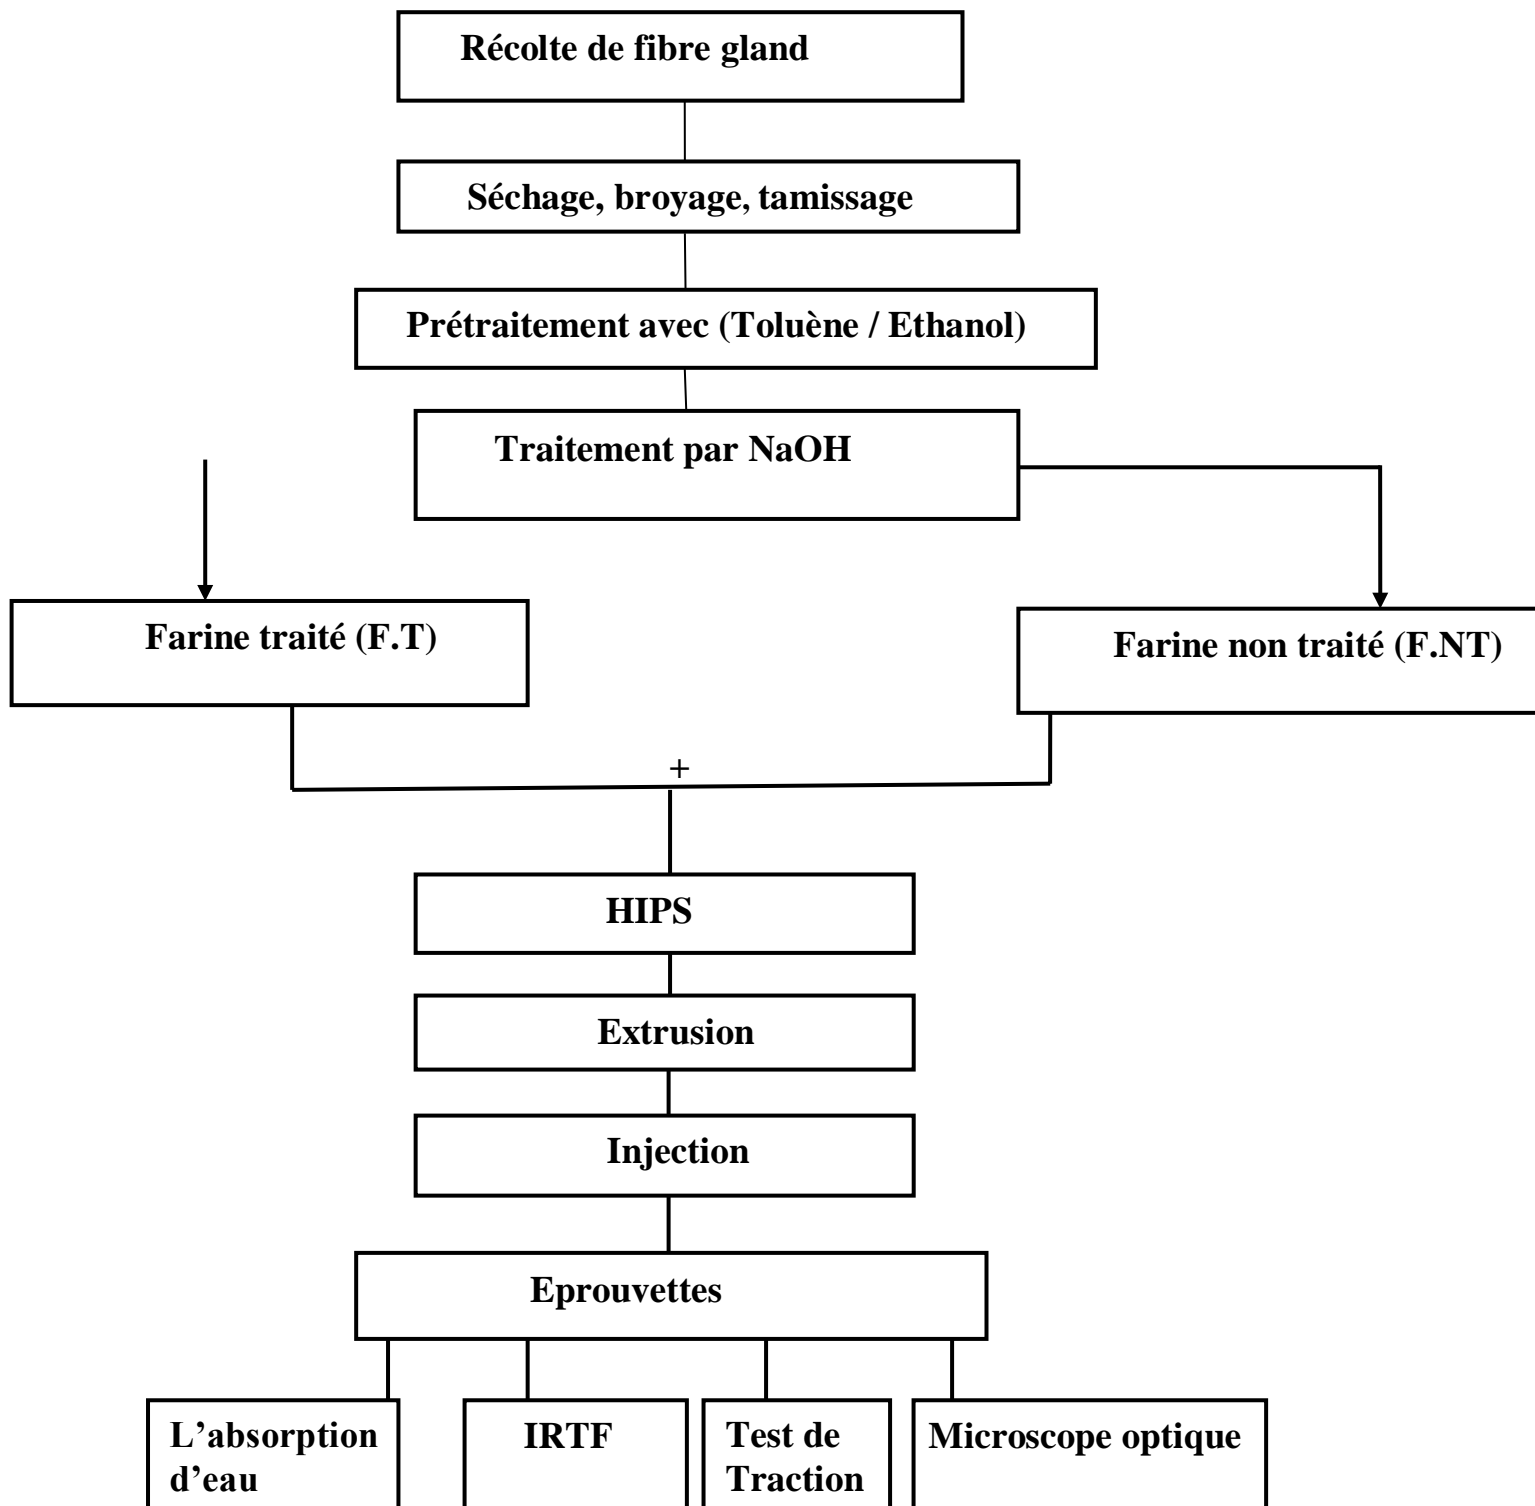 Récolte de fibre gland
Séchage, broyage, tamissage
Prétraitement avec (Toluène / Ethanol)
Traitement par NaOH
Farine traité (F.T)
Farine non traité (F.NT)
+
HIPS
Extrusion
Injection
Eprouvettes
L’absorption
d’eau
IRTF
Test de
Traction
Microscope optique